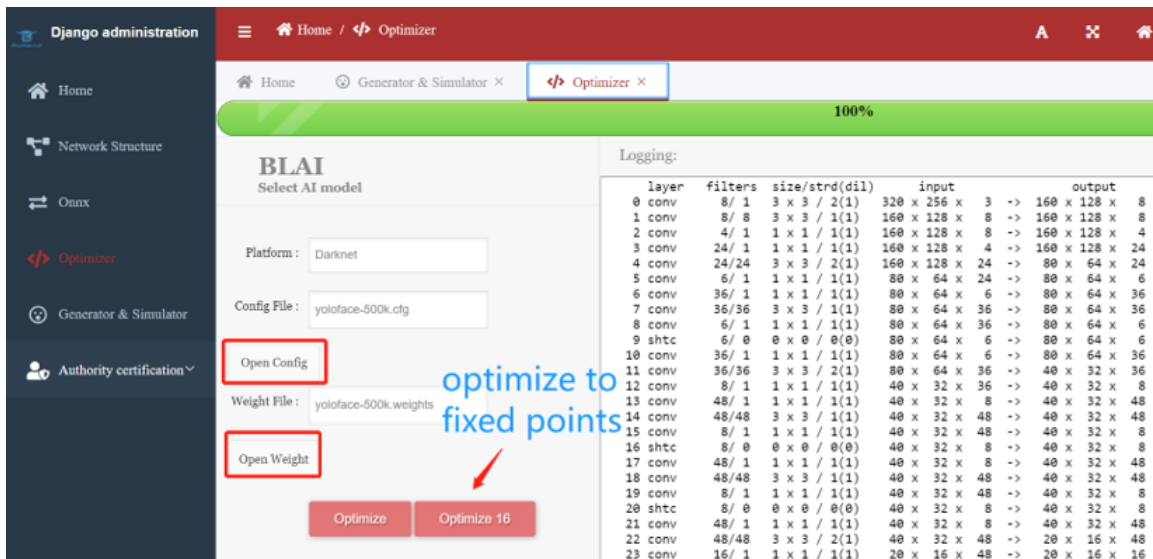 Django administration
Home / </> Optimizer
A
Home
Network Structure
Onnx
</> Optimizer
Generator & Simulator
Authority certification
Home
Generator & Simulator ×
</> Optimizer ×
100%
BLAI
Select AI model
Platform : Darknet
Config File : yoloface-500k.cfg
Open Config
Weight File : yoloface-500k.weights
Open Weight
optimize to
fixed points
Optimize Optimize 16
Logging:
layer filters size/strd(dil) input output
0 conv 8/ 1 3 x 3 / 2(1) 320 x 256 x 3 -> 160 x 128 x 8
1 conv 8/ 8 3 x 3 / 1(1) 160 x 128 x 8 -> 160 x 128 x 8
2 conv 4/ 1 1 x 1 / 1(1) 160 x 128 x 8 -> 160 x 128 x 4
3 conv 24/ 1 1 x 1 / 1(1) 160 x 128 x 4 -> 160 x 128 x 24
4 conv 24/24 3 x 3 / 2(1) 160 x 128 x 24 -> 80 x 64 x 24
5 conv 6/ 1 1 x 1 / 1(1) 80 x 64 x 24 -> 80 x 64 x 6
6 conv 36/ 1 1 x 1 / 1(1) 80 x 64 x 6 -> 80 x 64 x 36
7 conv 36/36 3 x 3 / 1(1) 80 x 64 x 36 -> 80 x 64 x 36
8 conv 6/ 1 1 x 1 / 1(1) 80 x 64 x 36 -> 80 x 64 x 6
9 shtc 6/ 0 0 x 0 / 0(0) 80 x 64 x 6 -> 80 x 64 x 6
10 conv 36/ 1 1 x 1 / 1(1) 80 x 64 x 6 -> 80 x 64 x 36
11 conv 36/36 3 x 3 / 2(1) 80 x 64 x 36 -> 40 x 32 x 36
12 conv 8/ 1 1 x 1 / 1(1) 40 x 32 x 36 -> 40 x 32 x 8
13 conv 48/ 1 1 x 1 / 1(1) 40 x 32 x 8 -> 40 x 32 x 48
14 conv 48/48 3 x 3 / 1(1) 40 x 32 x 48 -> 40 x 32 x 48
15 conv 8/ 1 1 x 1 / 1(1) 40 x 32 x 48 -> 40 x 32 x 8
16 shtc 8/ 0 0 x 0 / 0(0) 40 x 32 x 8 -> 40 x 32 x 8
17 conv 48/ 1 1 x 1 / 1(1) 40 x 32 x 8 -> 40 x 32 x 48
18 conv 48/48 3 x 3 / 1(1) 40 x 32 x 48 -> 40 x 32 x 48
19 conv 8/ 1 1 x 1 / 1(1) 40 x 32 x 48 -> 40 x 32 x 8
20 shtc 8/ 0 0 x 0 / 0(0) 40 x 32 x 8 -> 40 x 32 x 8
21 conv 48/ 1 1 x 1 / 1(1) 40 x 32 x 8 -> 40 x 32 x 48
22 conv 48/48 3 x 3 / 2(1) 40 x 32 x 48 -> 20 x 16 x 48
23 conv 16/ 1 1 x 1 / 1(1) 20 x 16 x 48 -> 20 x 16 x 16